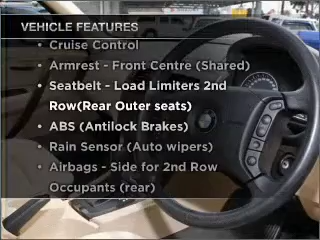 VEHICLE FEATURES
• Cruise Control
• Armrest - Front Centre (Shared)
• Seatbelt - Load Limiters 2nd
Row(Rear Outer seats)
• ABS (Antilock Brakes)
• Rain Sensor (Auto wipers)
• Airbags - Side for 2nd Row
Occupants (rear)